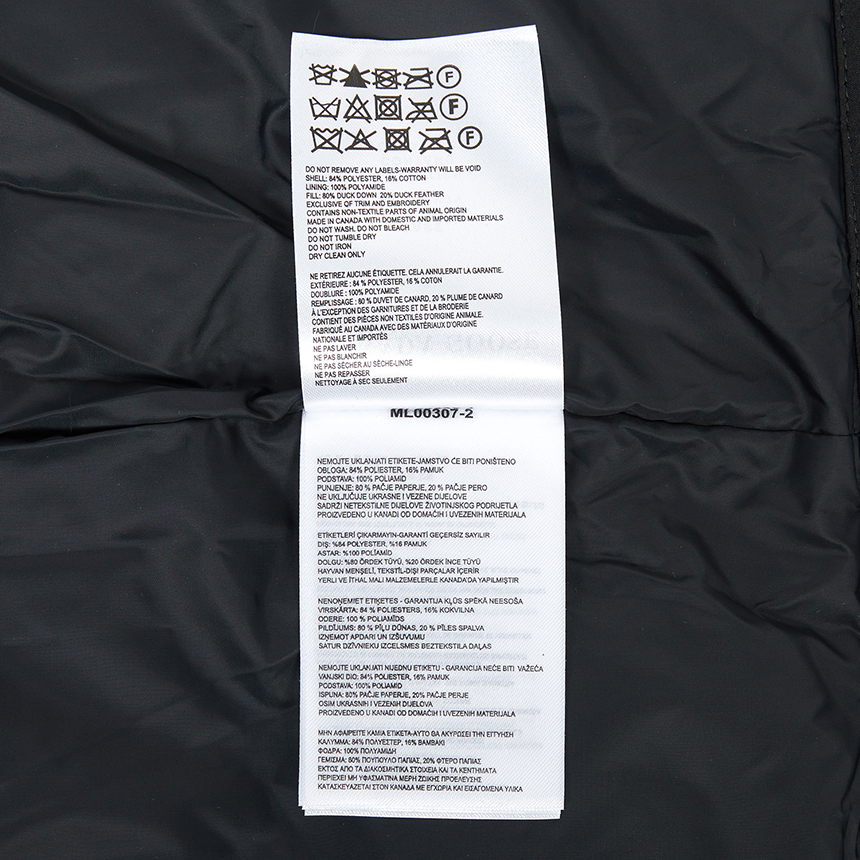 F
F
F
DO NOT REMOVE ANY LABELS-WARRANTY WILL BE VOID
SHELL: 84% POLYESTER, 16% COTTON
LINING: 100% POLYAMIDE
FILL: 80% DUCK DOWN 20% DUCK FEATHER
EXCLUSIVE OF TRIM AND EMBROIDERY
CONTAINS NON-TEXTILE PARTS OF ANIMAL ORIGIN
MADE IN CANADA WITH DOMESTIC AND IMPORTED MATERIALS
DO NOT WASH. DO NOT BLEACH
DO NOT TUMBLE DRY
DO NOT IRON
DRY CLEAN ONLY
NE RETIREZ AUCUNE ÉTIQUETTE. CELA ANNULERAIT LA GARANTIE.
EXTÉRIEURE : 84 % POLYESTER, 16 % COTON
DOUBLURE : 100% POLYAMIDE
REMPLISSAGE : 80 % DUVET DE CANARD, 20 % PLUME DE CANARD
À L'EXCEPTION DES GARNITURES ET DE LA BRODERIE
CONTIENT DES PIÈCES NON TEXTILES D'ORIGINE ANIMALE.
FABRIQUÉ AU CANADA AVEC DES MATÉRIAUX D'ORIGINE
NATIONALE ET IMPORTÉS
NE PAS LAVER
NE PAS BLANCHIR
NE PAS SÉCHER AU SÈCHE-LINGE
NE PAS REPASSER
NETTOYAGE À SEC SEULEMENT
ML00307-2
NEMOJTE UKLANJATI ETIKETE-JAMSTVO ĆE BITI PONIŠTENO
OBLOGA: 84% POLIESTER, 16% PAMUK
PODSTAVA: 100% POLIAMID
PUNJENJE: 80 % PAČJE PAPERJE, 20 % PAČJE PERO
NE UKLJUČUJE UKRASNE I VEZENE DIJELOVE
SADRŽI NETEKSTILNE DIJELOVE ŽIVOTINJSKOG PODRIJETLA
PROIZVEDENO U KANADI OD DOMAĆIH I UVEZENIH MATERIJALA
ETİKETLERİ ÇIKARMAYIN-GARANTİ GEÇERSİZ SAYILIR
DIŞ: %84 POLYESTER, %16 PAMUK
ASTAR: %100 POLİAMİD
DOLGU: %80 ÖRDEK TÜYÜ, %20 ÖRDEK İNCE TÜYÜ
HAYVAN MENŞELİ, TEKSTİL-DIŞI PARÇALAR İÇERİR
YERLİ VE İTHAL MALI MALZEMELERLE KANADA'DA YAPILMIŞTIR
NENOŅEMIET ETIĶETES - GARANTIJA KĻŪS SPĒKĀ NEESOŠA
VIRSKĀRTA: 84 % POLIESTERS, 16% KOKVILNA
ODERE: 100 % POLIAMĪDS
PILDĪJUMS: 80 % PĪĻU DŪNAS, 20 % PĪLES SPALVA
IZŅEMOT APDARI UN IZŠUVUMU
SATUR DZĪVNIEKU IZCELSMES BEZTEKSTILA DAĻAS
NEMOJTE UKLANJATI NIJEDNU ETIKETU - GARANCIJA NEĆE BITI VAŽEĆA
VANJSKI DIO: 84% POLIESTER, 16% PAMUK
PODSTAVA: 100% POLIAMID
ISPUNA: 80% PAČJE PAPERJE, 20% PAČJE PERJE
OSIM UKRASNIH I VEZENIH DIJELOVA
PROIZVEDENO U KANADI OD DOMAĆIH I UVEZENIH MATERIJALA
ΜΗΝ ΑΦΑΙΡΕΙΤΕ ΚΑΜΙΑ ΕΤΙΚΕΤΑ-ΑΥΤΟ ΘΑ ΑΚΥΡΩΣΕΙ ΤΗΝ ΕΓΓΥΗΣΗ
ΚΑΛΥΜΜΑ: 84% ΠΟΛΥΕΣΤΕΡ, 16% ΒΑΜΒΑΚΙ
ΦΟΔΡΑ: 100% ΠΟΛΥΑΜΙΔΗ
ΓΕΜΙΣΜΑ: 80% ΠΟΥΠΟΥΛΟ ΠΑΠΙΑΣ, 20% ΦΤΕΡΟ ΠΑΠΙΑΣ
ΕΚΤΟΣ ΑΠΟ ΤΑ ΔΙΑΚΟΣΜΗΤΙΚΑ ΣΤΟΙΧΕΙΑ ΚΑΙ ΤΑ ΚΕΝΤΗΜΑΤΑ
ΠΕΡΙΕΧΕΙ ΜΗ ΥΦΑΣΜΑΤΙΝΑ ΜΕΡΗ ΖΩΙΚΗΣ ΠΡΟΕΛΕΥΣΗΣ
ΚΑΤΑΣΚΕΥΑΖΕΤΑΙ ΣΤΟΝ ΚΑΝΑΔΑ ΜΕ ΕΓΧΩΡΙΑ ΚΑΙ ΕΙΣΑΓΟΜΕΝΑ ΥΛΙΚΑ